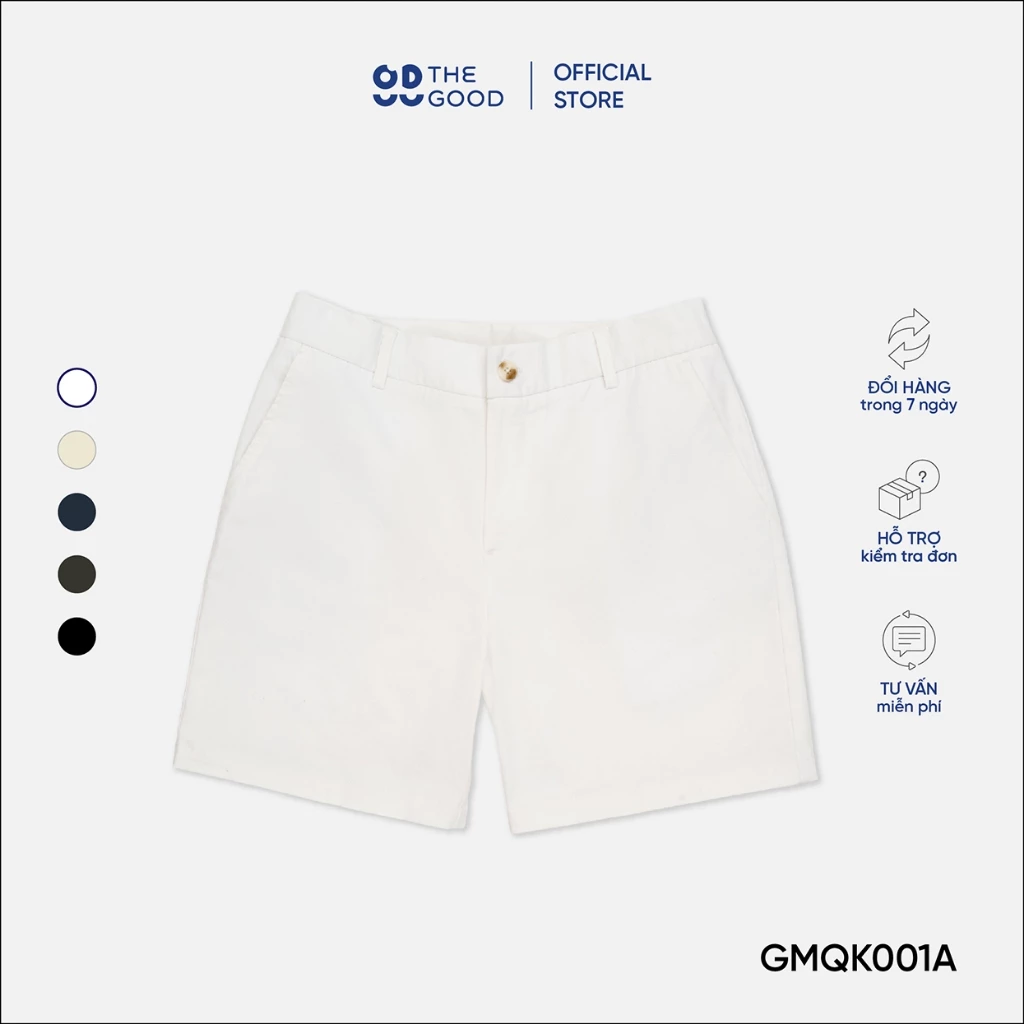 THE
GOOD
OFFICIAL
STORE
ĐỔI HÀNG
trong 7 ngày
?
HỖ TRỢ
kiểm tra đơn
TƯ VẤN
miễn phí
GMQK001A